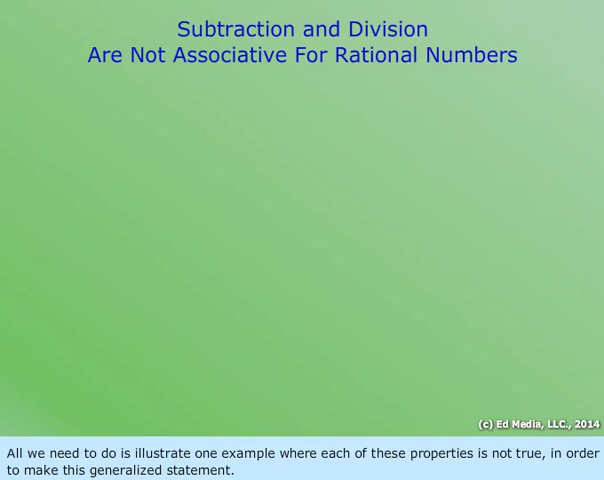 Subtraction and Division
Are Not Associative For Rational Numbers
(c) Ed Media, LLC., 2014
All we need to do is illustrate one example where each of these properties is not true, in order
to make this generalized statement.